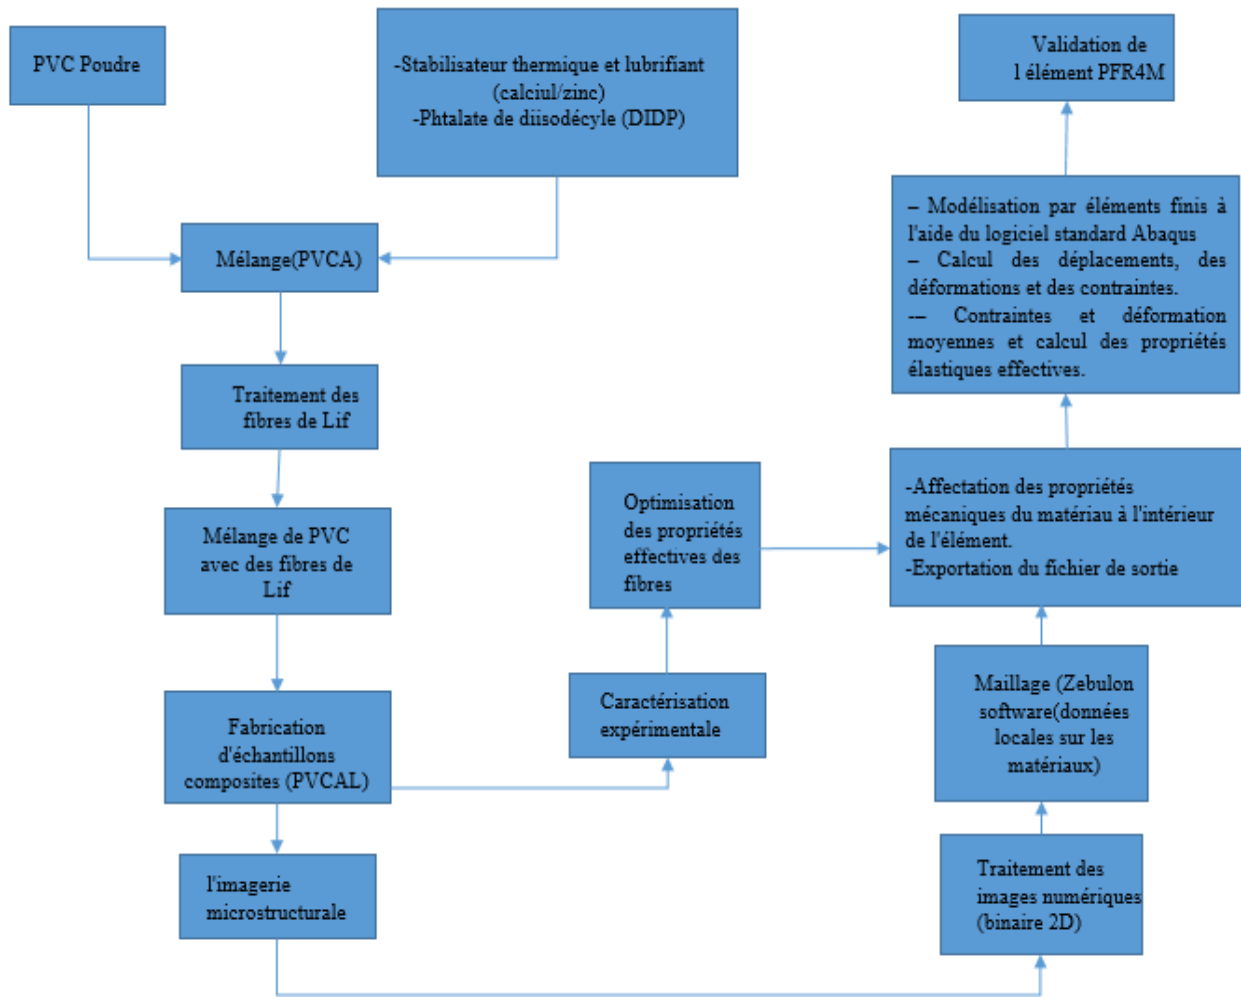 PVC Poudre
-Stabilisateur thermique et lubrifiant
(calciul/zinc)
-Phtalate de diisodécyle (DIDP)
Mélange(PVCA)
Traitement des
fibres de Lif
Mélange de PVC
avec des fibres de
Lif
Fabrication
d'échantillons
composites (PVCAL)
l'imagerie
microstructurale
Caractérisation
expérimentale
Optimisation
des propriétés
effectives des
fibres
Traitement des
images numériques
(binaire 2D)
Maillage (Zebulon
software(données
locales sur les
matériaux)
-Affectation des propriétés
mécaniques du matériau à l'intérieur
de l'élément.
-Exportation du fichier de sortie
– Modélisation par éléments finis à
l'aide du logiciel standard Abaqus
– Calcul des déplacements, des
déformations et des contraintes.
-– Contraintes et déformation
moyennes et calcul des propriétés
élastiques effectives.
Validation de
l élément PFR4M